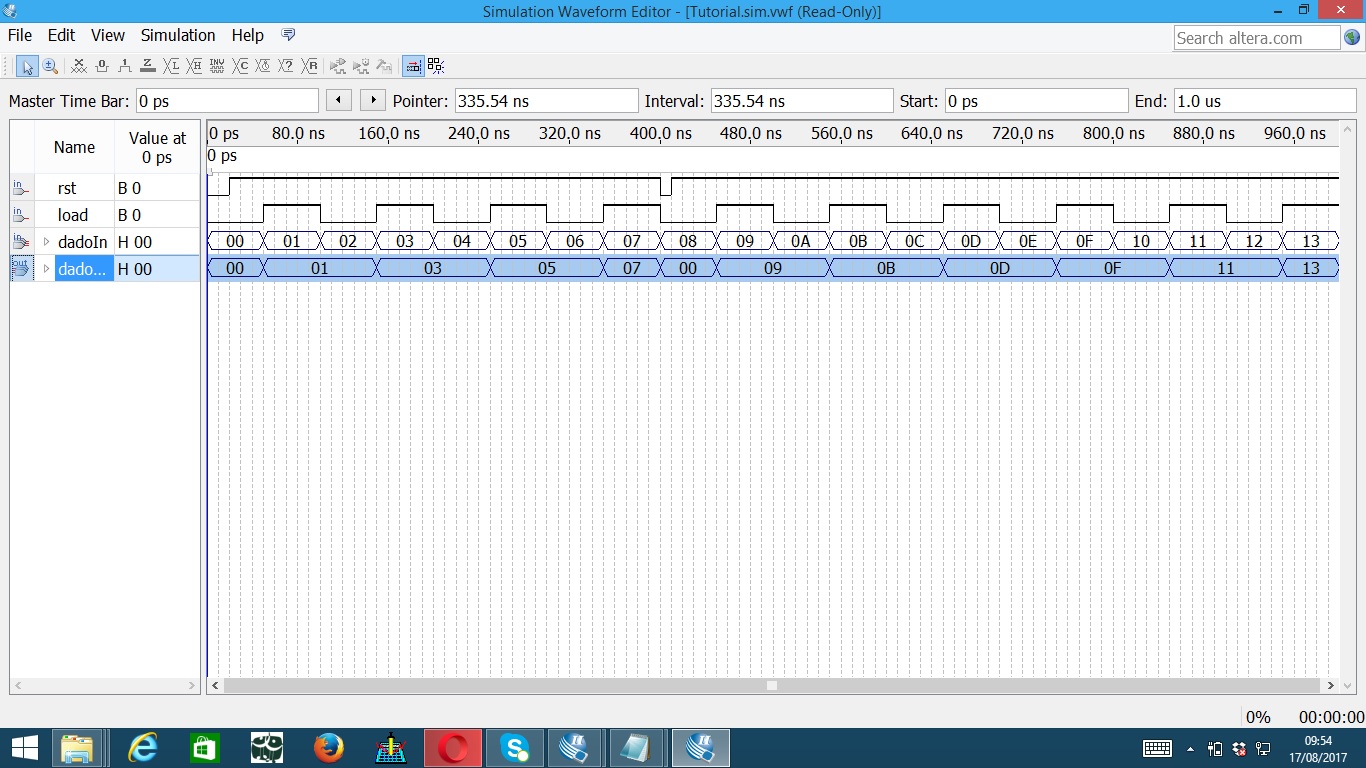 Simulation Waveform Editor - [Tutorial.sim.vwf (Read-Only)]
File Edit View Simulation Help
Search altera.com
Master Time Bar: 0 ps Pointer: 335.54 ns Interval: 335.54 ns Start: 0 ps End: 1.0 us
Name Value at 0 ps
0 ps 80.0 ns 160.0 ns 240.0 ns 320.0 ns 400.0 ns 480.0 ns 560.0 ns 640.0 ns 720.0 ns 800.0 ns 880.0 ns 960.0 ns
0 ps
in rst B 0
in load B 0
in dadoIn H 00 00 01 02 03 04 05 06 07 08 09 0A 0B 0C 0D 0E 0F 10 11 12 13
out dado... H 00 00 01 03 05 07 00 09 0B 0D 0F 11 13
0% 00:00:00
09:54
17/08/2017